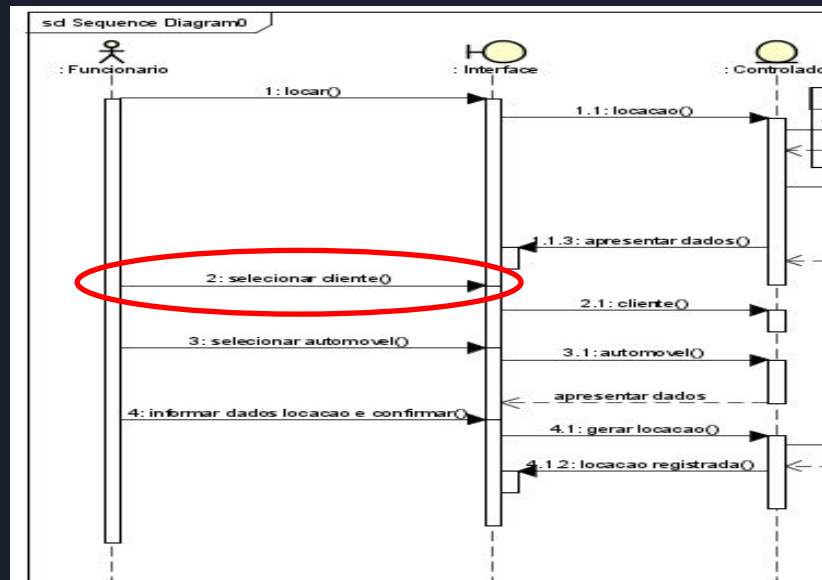 sd Sequence Diagram0
: Funcionario
: Interface
: Controlado
1: locar()
1.1: locacao()
1.1.3: apresentar dados()
2: selecionar cliente()
2.1: cliente()
3: selecionar automovel()
3.1:automovel()
apresentar dados
4: informar dados locacao e confirmar()
4.1: gerar locacao()
4.1.2: locacao registrada()